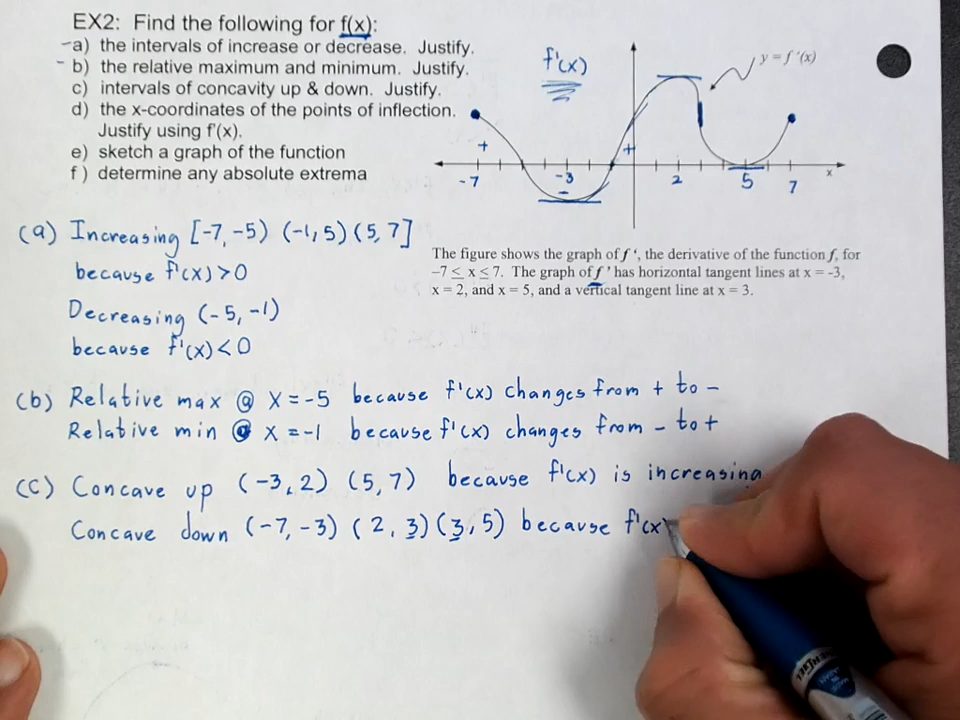 EX2: Find the following for f(x):
a) the intervals of increase or decrease. Justify.
b) the relative maximum and minimum. Justify.
c) intervals of concavity up & down. Justify.
d) the x-coordinates of the points of inflection.
Justify using f'(x).
e) sketch a graph of the function
f) determine any absolute extrema
f'(x)
y = f '(x)
+
+
-7
-3
-
2
5
7
x
The figure shows the graph of f ', the derivative of the function f, for
–7 ≤ x ≤ 7. The graph of f ' has horizontal tangent lines at x = -3,
x = 2, and x = 5, and a vertical tangent line at x = 3.
(a) Increasing [-7, -5) (-1, 5) (5, 7]
because f'(x) > 0
Decreasing (-5, -1)
because f'(x) < 0
(b) Relative max @ x = -5 because f'(x) changes from + to -
Relative min @ x = -1 because f'(x) changes from - to +
(c) Concave up (-3, 2) (5, 7) because f'(x) is increasing
Concave down (-7, -3) (2, 3) (3, 5) because f'(x)